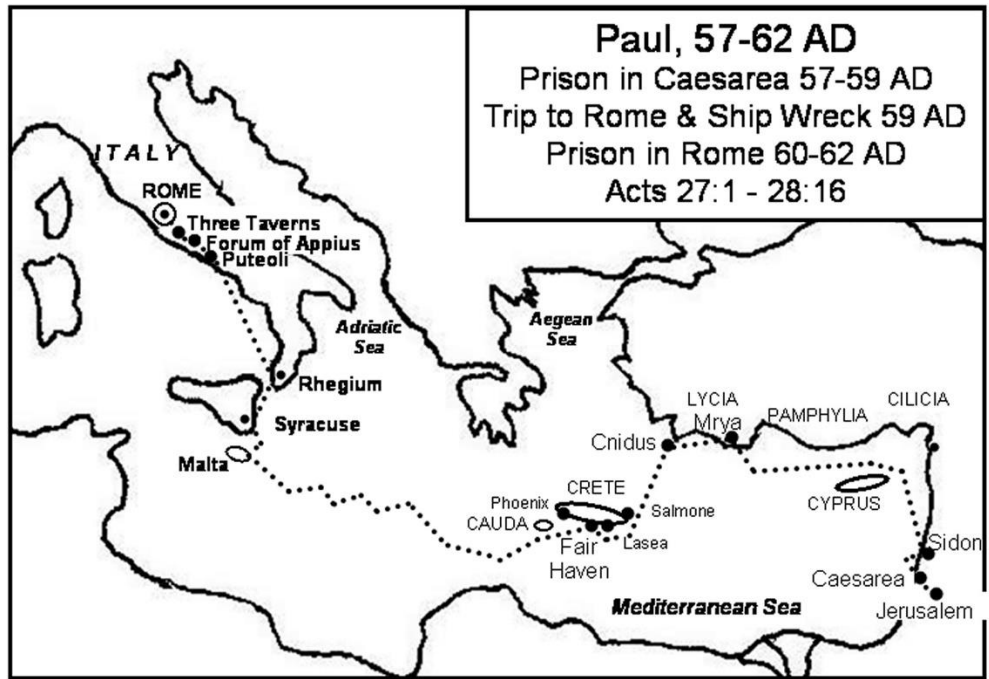 Paul, 57-62 AD
Prison in Caesarea 57-59 AD
Trip to Rome & Ship Wreck 59 AD
Prison in Rome 60-62 AD
Acts 27:1 - 28:16
ITALY
ROME
Three Taverns
Forum of Appius
Puteoli
Adriatic
Sea
Aegean
Sea
Rhegium
Syracuse
Malta
LYCIA
Mrya
PAMPHYLIA
CILICIA
Cnidus
CRETE
Phoenix
Salmone
CAUDA
Fair
Haven
Lasea
CYPRUS
Sidon
Caesarea
Jerusalem
Mediterranean Sea